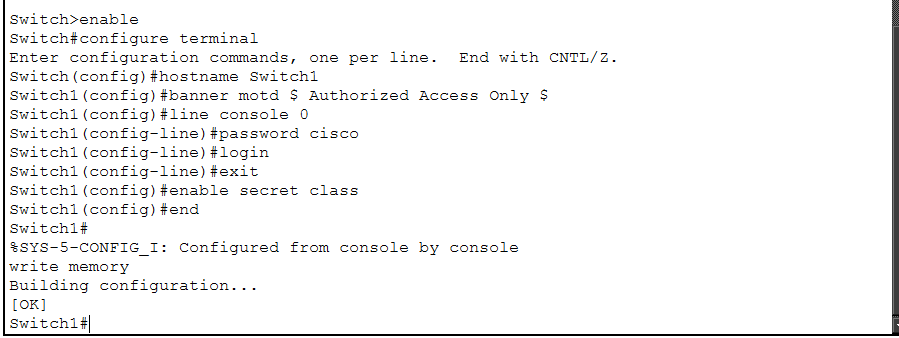 Switch>enable
Switch#configure terminal
Enter configuration commands, one per line.  End with CNTL/Z.
Switch(config)#hostname Switch1
Switch1(config)#banner motd $ Authorized Access Only $
Switch1(config)#line console 0
Switch1(config-line)#password cisco
Switch1(config-line)#login
Switch1(config-line)#exit
Switch1(config)#enable secret class
Switch1(config)#end
Switch1#
%SYS-5-CONFIG_I: Configured from console by console
write memory
Building configuration...
[OK]
Switch1#